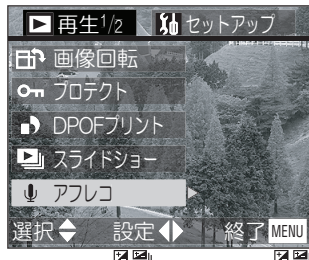 再生1/2 セットアップ
画像回転
プロテクト
DPOFプリント
スライドショー
アフレコ
選択 設定 終了 MENU